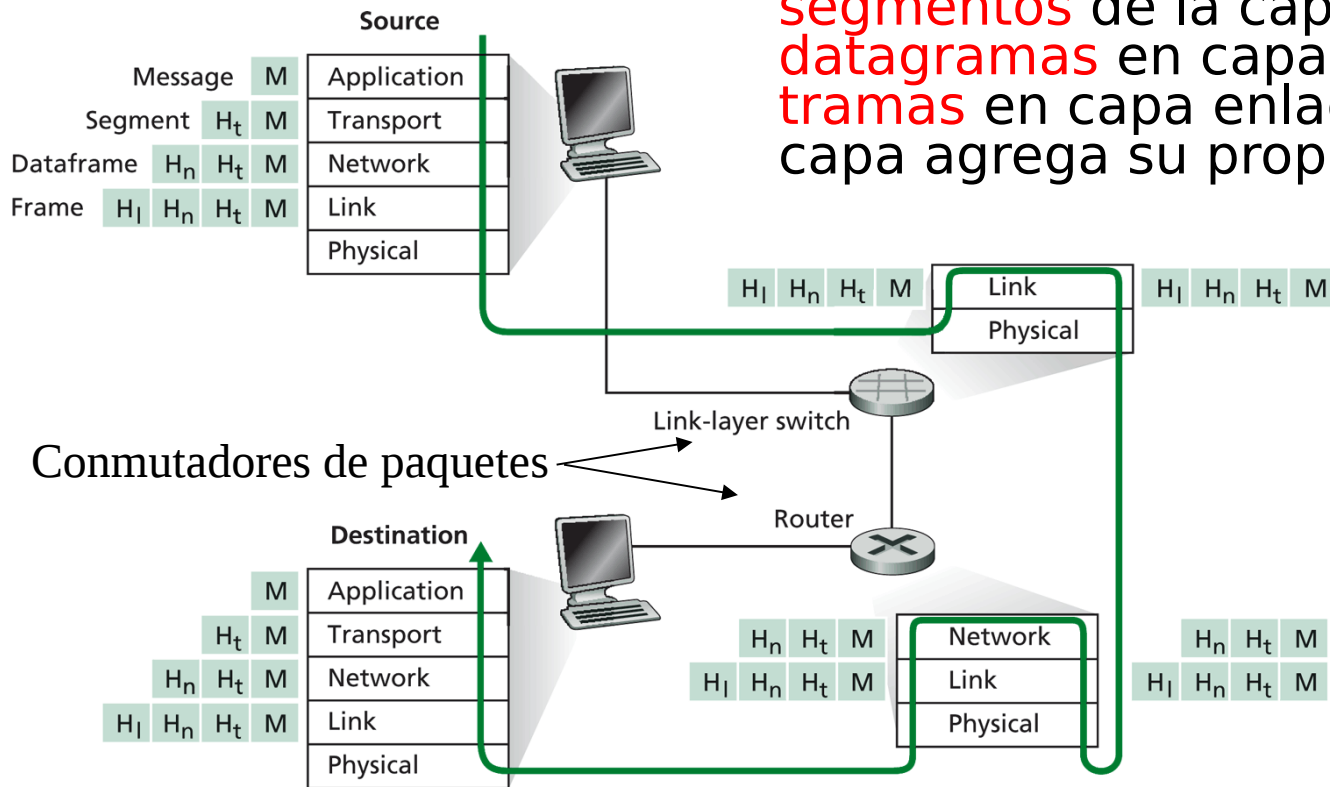 Source
segmentos de la cap
datagramas en capa
tramas en capa enla
capa agrega su prop
Message M Application
Segment Ht M Transport
Dataframe Hn Ht M Network
Frame Hl Hn Ht M Link
Physical
Hl Hn Ht M Link Hl Hn Ht M
Physical
Link-layer switch
Conmutadores de paquetes
Router
Destination
M Application
Ht M Transport
Hn Ht M Network
Hl Hn Ht M Link
Physical
Hn Ht M Network Hn Ht M
Hl Hn Ht M Link Hl Hn Ht M
Physical